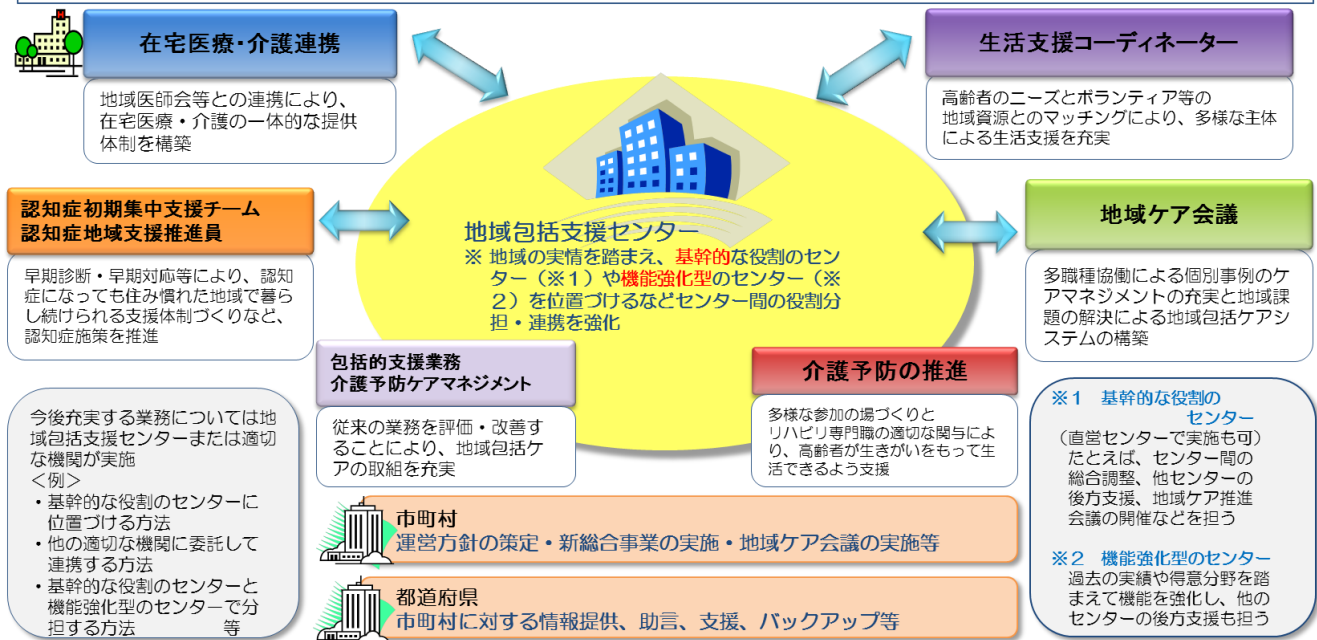 在宅医療・介護連携
地域医師会等との連携により、
在宅医療・介護の一体的な提供
体制を構築
生活支援コーディネーター
高齢者のニーズとボランティア等の
地域資源とのマッチングにより、多様な主体
による生活支援を充実
認知症初期集中支援チーム
認知症地域支援推進員
早期診断・早期対応等により、認知
症になっても住み慣れた地域で暮ら
し続けられる支援体制づくりなど、
認知症施策を推進
地域包括支援センター
※ 地域の実情を踏まえ、基幹的な役割のセン
ター（※１）や機能強化型のセンター（※
２）を位置づけるなどセンター間の役割分
担・連携を強化
地域ケア会議
多職種協働による個別事例のケ
アマネジメントの充実と地域課
題の解決による地域包括ケアシ
ステムの構築
包括的支援業務
介護予防ケアマネジメント
従来の業務を評価・改善す
ることにより、地域包括ケ
アの取組を充実
介護予防の推進
多様な参加の場づくりと
リハビリ専門職の適切な関与によ
り、高齢者が生きがいをもって生
活できるよう支援
今後充実する業務については地
域包括支援センターまたは適切
な機関が実施
＜例＞
・基幹的な役割のセンターに
位置づける方法
・他の適切な機関に委託して
連携する方法
・基幹的な役割のセンターと
機能強化型のセンターで分
担する方法 等
※１ 基幹的な役割の
センター
（直営センターで実施も可）
たとえば、センター間の
総合調整、他センターの
後方支援、地域ケア推進
会議の開催などを担う
※２ 機能強化型のセンター
過去の実績や得意分野を踏
まえて機能を強化し、他の
センターの後方支援も担う
市町村
運営方針の策定・新総合事業の実施・地域ケア会議の実施等
都道府県
市町村に対する情報提供、助言、支援、バックアップ等